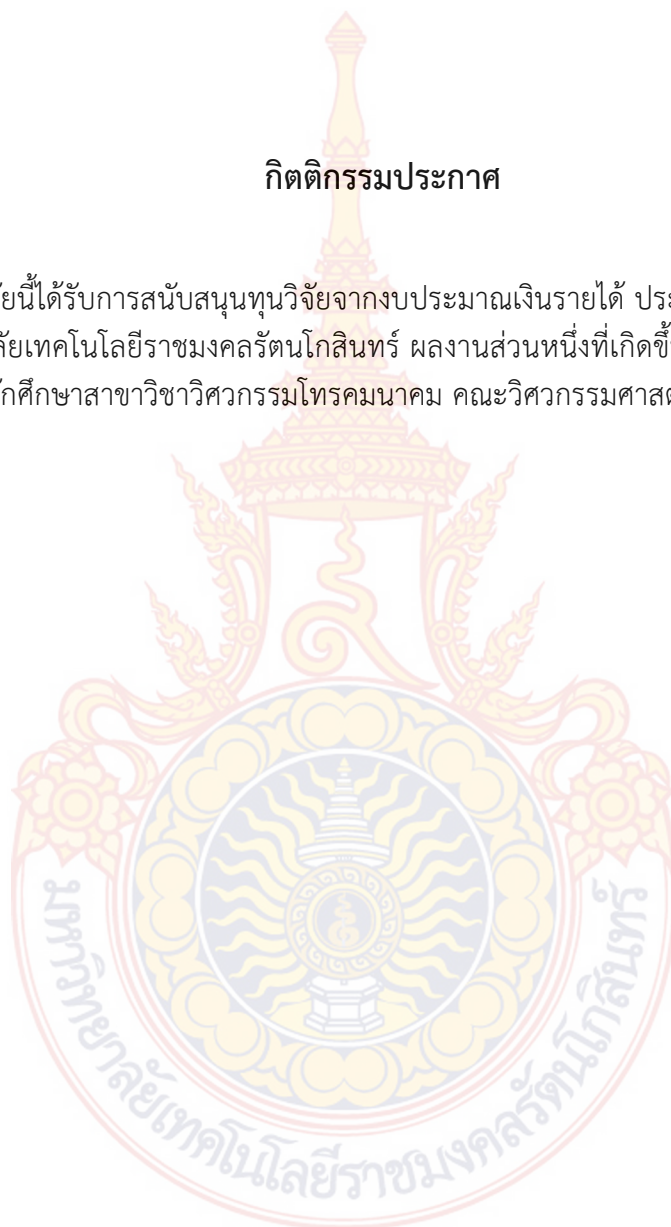 กิตติกรรมประกาศ
ัยนี้ได้รับการสนับสนุนทุนวิจัยจากงบประมาณเงินรายได้ ประ
ลัยเทคโนโลยีราชมงคลรัตนโกสินทร์ ผลงานส่วนหนึ่งที่เกิดขึ้
ักศึกษาสาขาวิชาวิศวกรรมโทรคมนาคม คณะวิศวกรรมศาสต
มหาวิทยาลัยเทคโนโลยีราชมงคลรัตนโกสินทร์